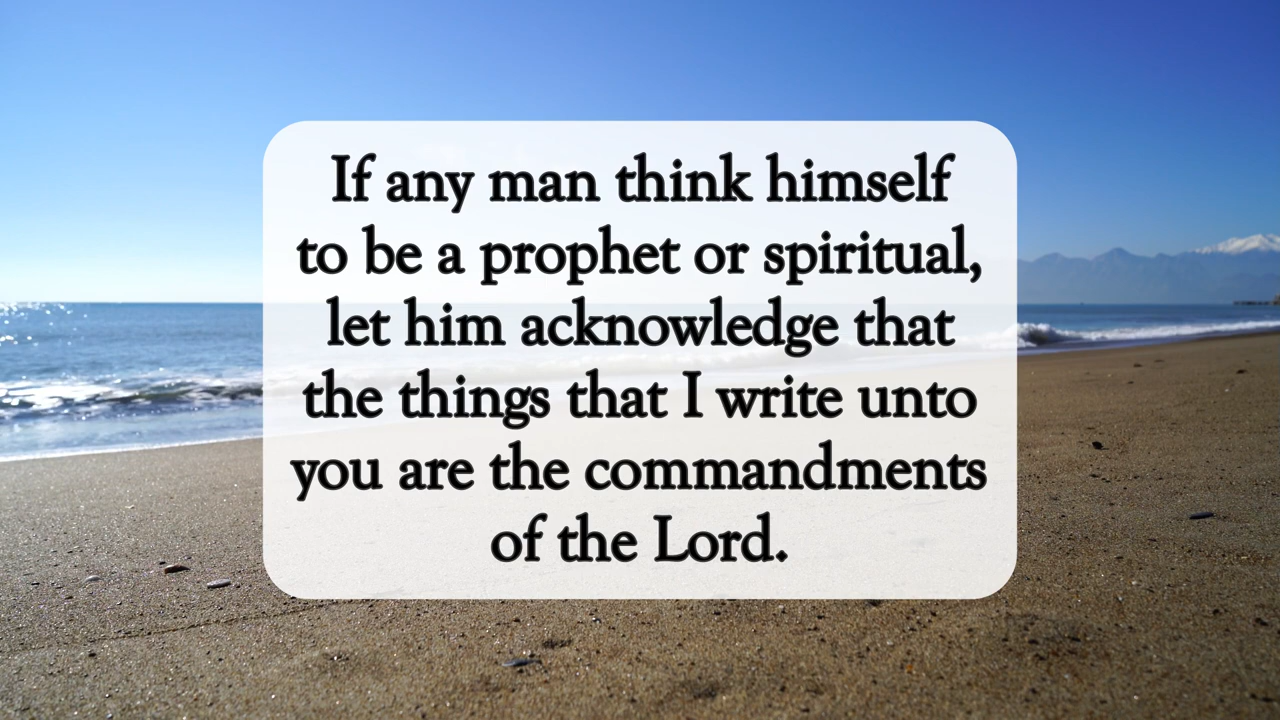 If any man think himself
to be a prophet or spiritual,
let him acknowledge that
the things that I write unto
you are the commandments
of the Lord.